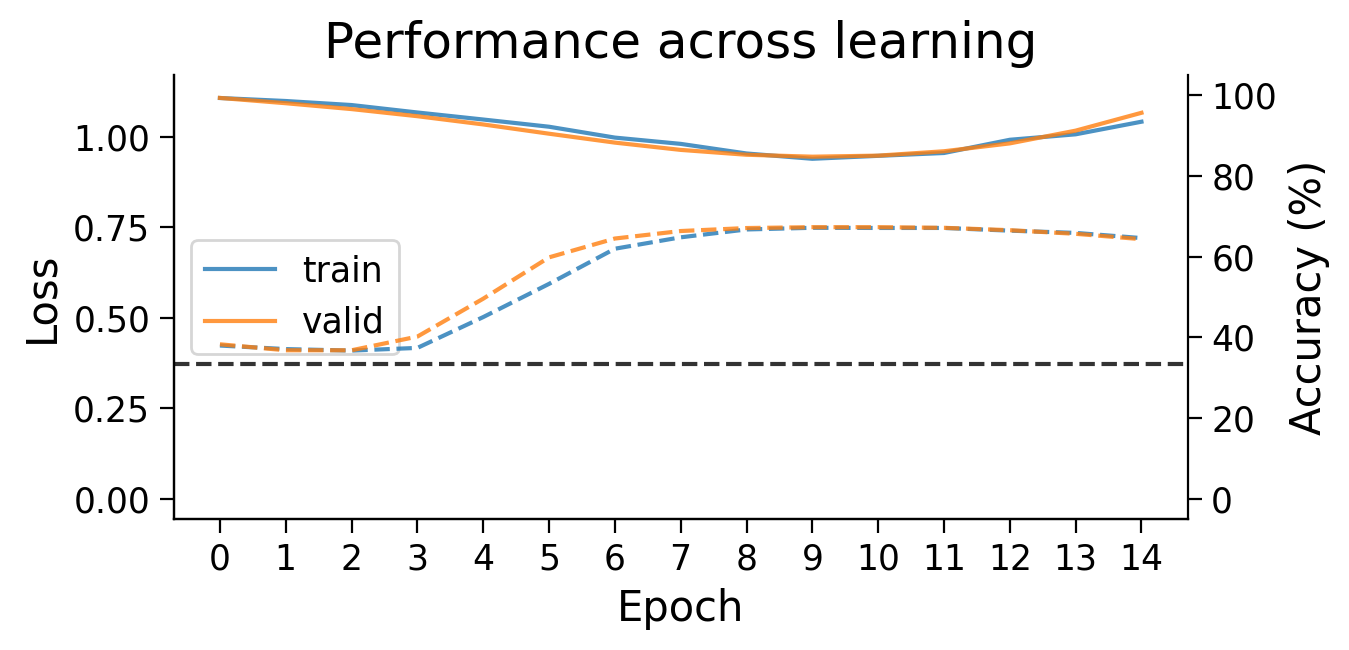 Performance across learning
Loss
1.00
0.75
0.50
0.25
0.00
train
valid
100
80
60
40
20
0
Accuracy (%)
0 1 2 3 4 5 6 7 8 9 10 11 12 13 14
Epoch